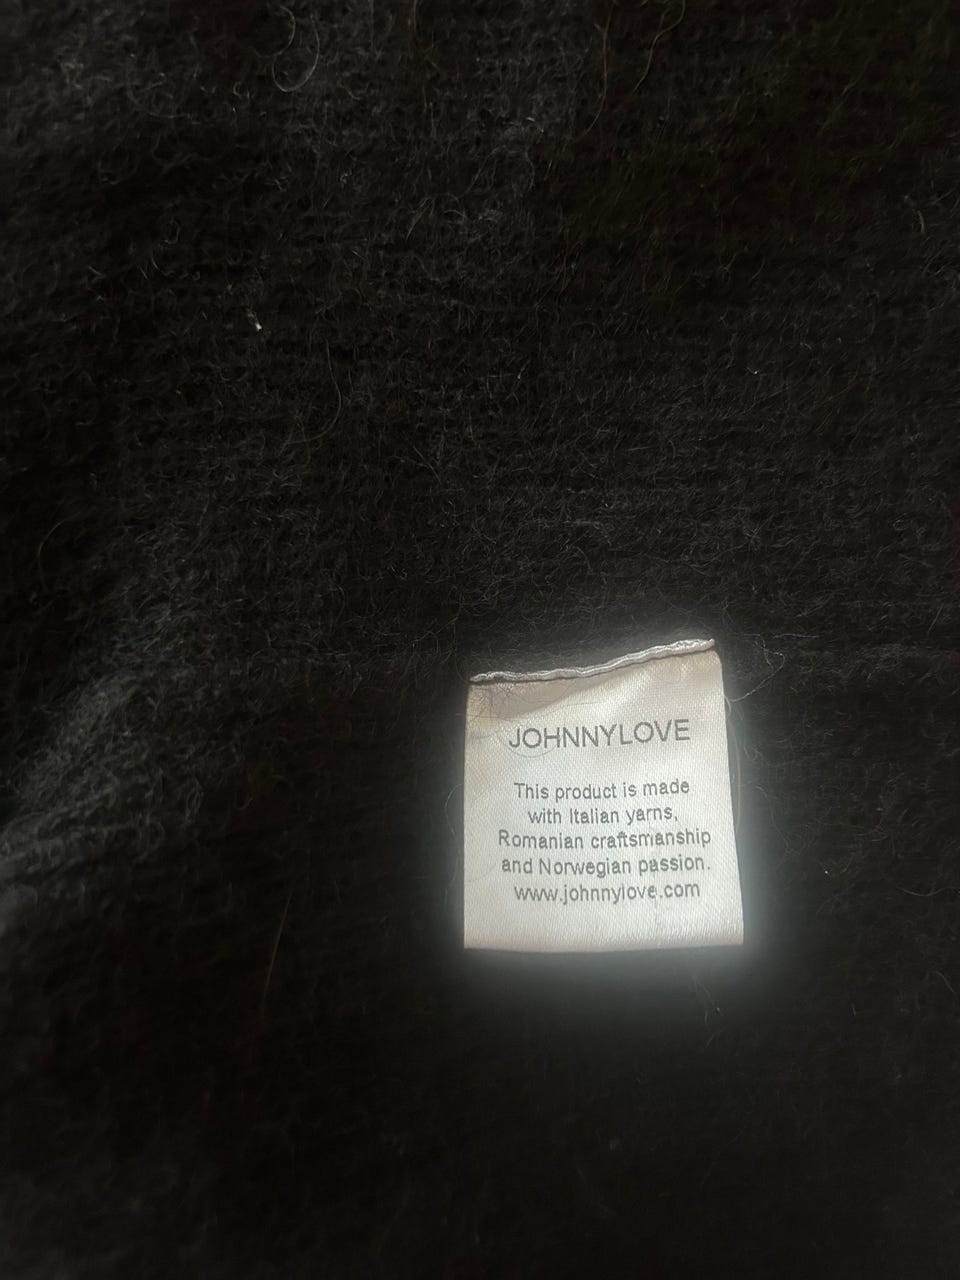 JOHNNYLOVE
This product is made
with Italian yarns,
Romanian craftsmanship
and Norwegian passion.
www.johnnylove.com